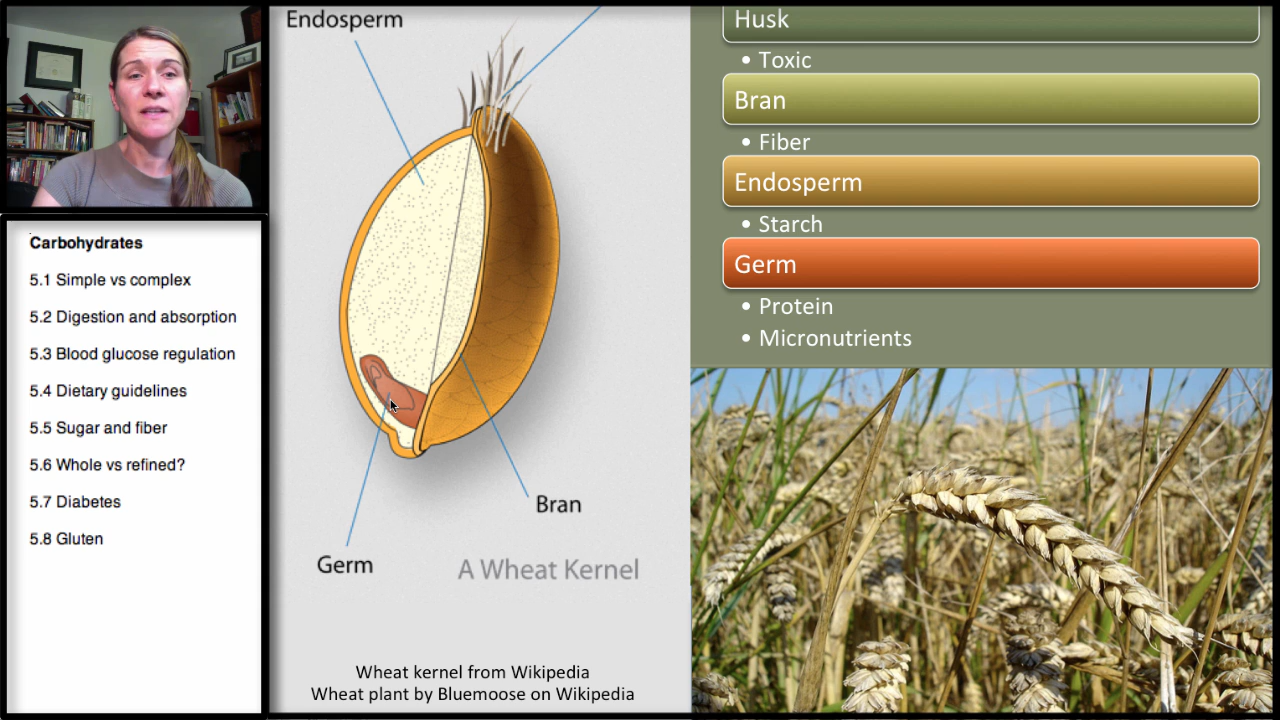 Carbohydrates
5.1 Simple vs complex
5.2 Digestion and absorption
5.3 Blood glucose regulation
5.4 Dietary guidelines
5.5 Sugar and fiber
5.6 Whole vs refined?
5.7 Diabetes
5.8 Gluten
Endosperm
Bran
Germ
A Wheat Kernel
Wheat kernel from Wikipedia
Wheat plant by Bluemoose on Wikipedia
Husk
• Toxic
Bran
• Fiber
Endosperm
• Starch
Germ
• Protein
• Micronutrients